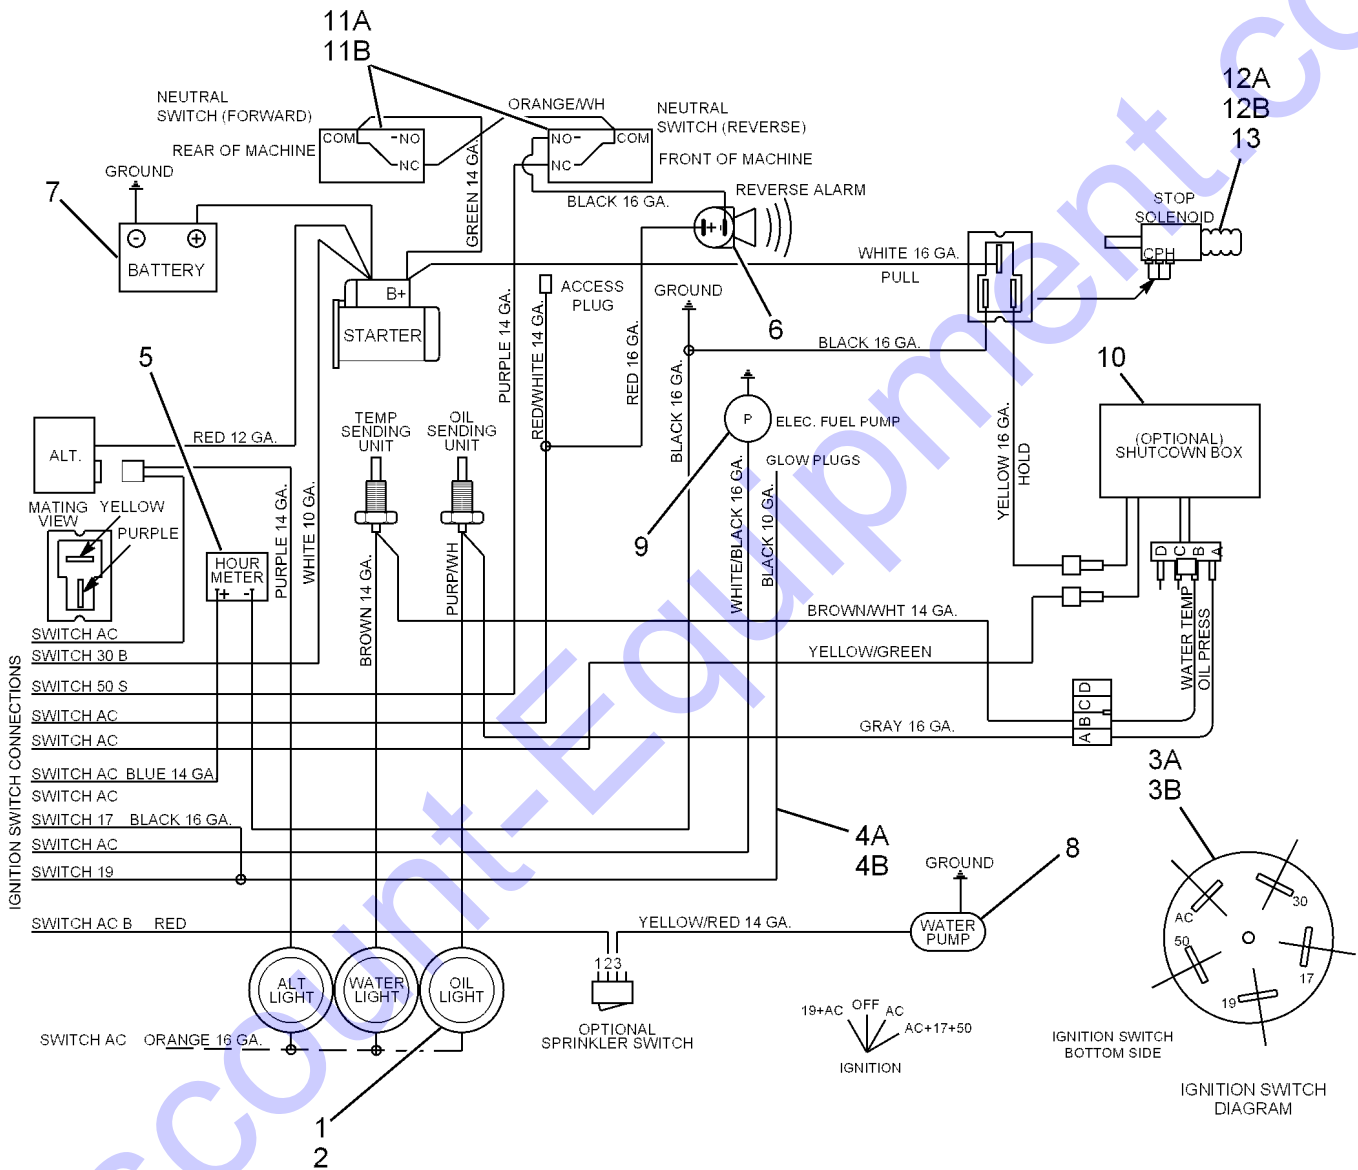 11A
11B
NEUTRAL
SWITCH (FORWARD)
ORANGE/WH
NEUTRAL
SWITCH (REVERSE)
12A
12B
13
COM
-NO
NC
NO-
COM
NC
REAR OF MACHINE
FRONT OF MACHINE
7
GROUND
BATTERY
GREEN 14 GA.
BLACK 16 GA.
REVERSE ALARM
STOP
SOLENOID
CPH
WHITE 16 GA.
PULL
B+
STARTER
ACCESS
PLUG
GROUND
6
BLACK 16 GA.
5
10
PURPLE 14 GA.
RED/WHITE 14 GA.
RED 16 GA.
BLACK 16 GA.
ALT.
RED 12 GA.
TEMP
SENDING
UNIT
OIL
SENDING
UNIT
P
ELEC. FUEL PUMP
GLOW PLUGS
9
YELLOW 16 GA.
HOLD
(OPTIONAL)
SHUTCOWN BOX
MATING
VIEW
YELLOW
PURPLE
HOUR
METER
+ -
PURPLE 14 GA.
WHITE 10 GA.
BROWN 14 GA.
PURP/WH
WHITE/BLACK 16 GA.
BLACK 10 GA.
D C B A
WATER TEMP
OIL PRESS
BROWN/WHT 14 GA.
YELLOW/GREEN
GRAY 16 GA.
A B C D
IGNITION SWITCH CONNECTIONS
SWITCH AC
SWITCH 30 B
SWITCH 50 S
SWITCH AC
SWITCH AC
SWITCH AC BLUE 14 GA.
SWITCH AC
SWITCH 17 BLACK 16 GA.
SWITCH AC
SWITCH 19
SWITCH AC B RED
4A
4B
8
3A
3B
GROUND
WATER
PUMP
YELLOW/RED 14 GA.
123
OPTIONAL
SPRINKLER SWITCH
ALT
LIGHT
WATER
LIGHT
OIL
LIGHT
SWITCH AC ORANGE 16 GA.
1
2
19+AC OFF AC
AC+17+50
IGNITION
AC
30
50
17
19
IGNITION SWITCH
BOTTOM SIDE
IGNITION SWITCH
DIAGRAM
scount-Equipment.co